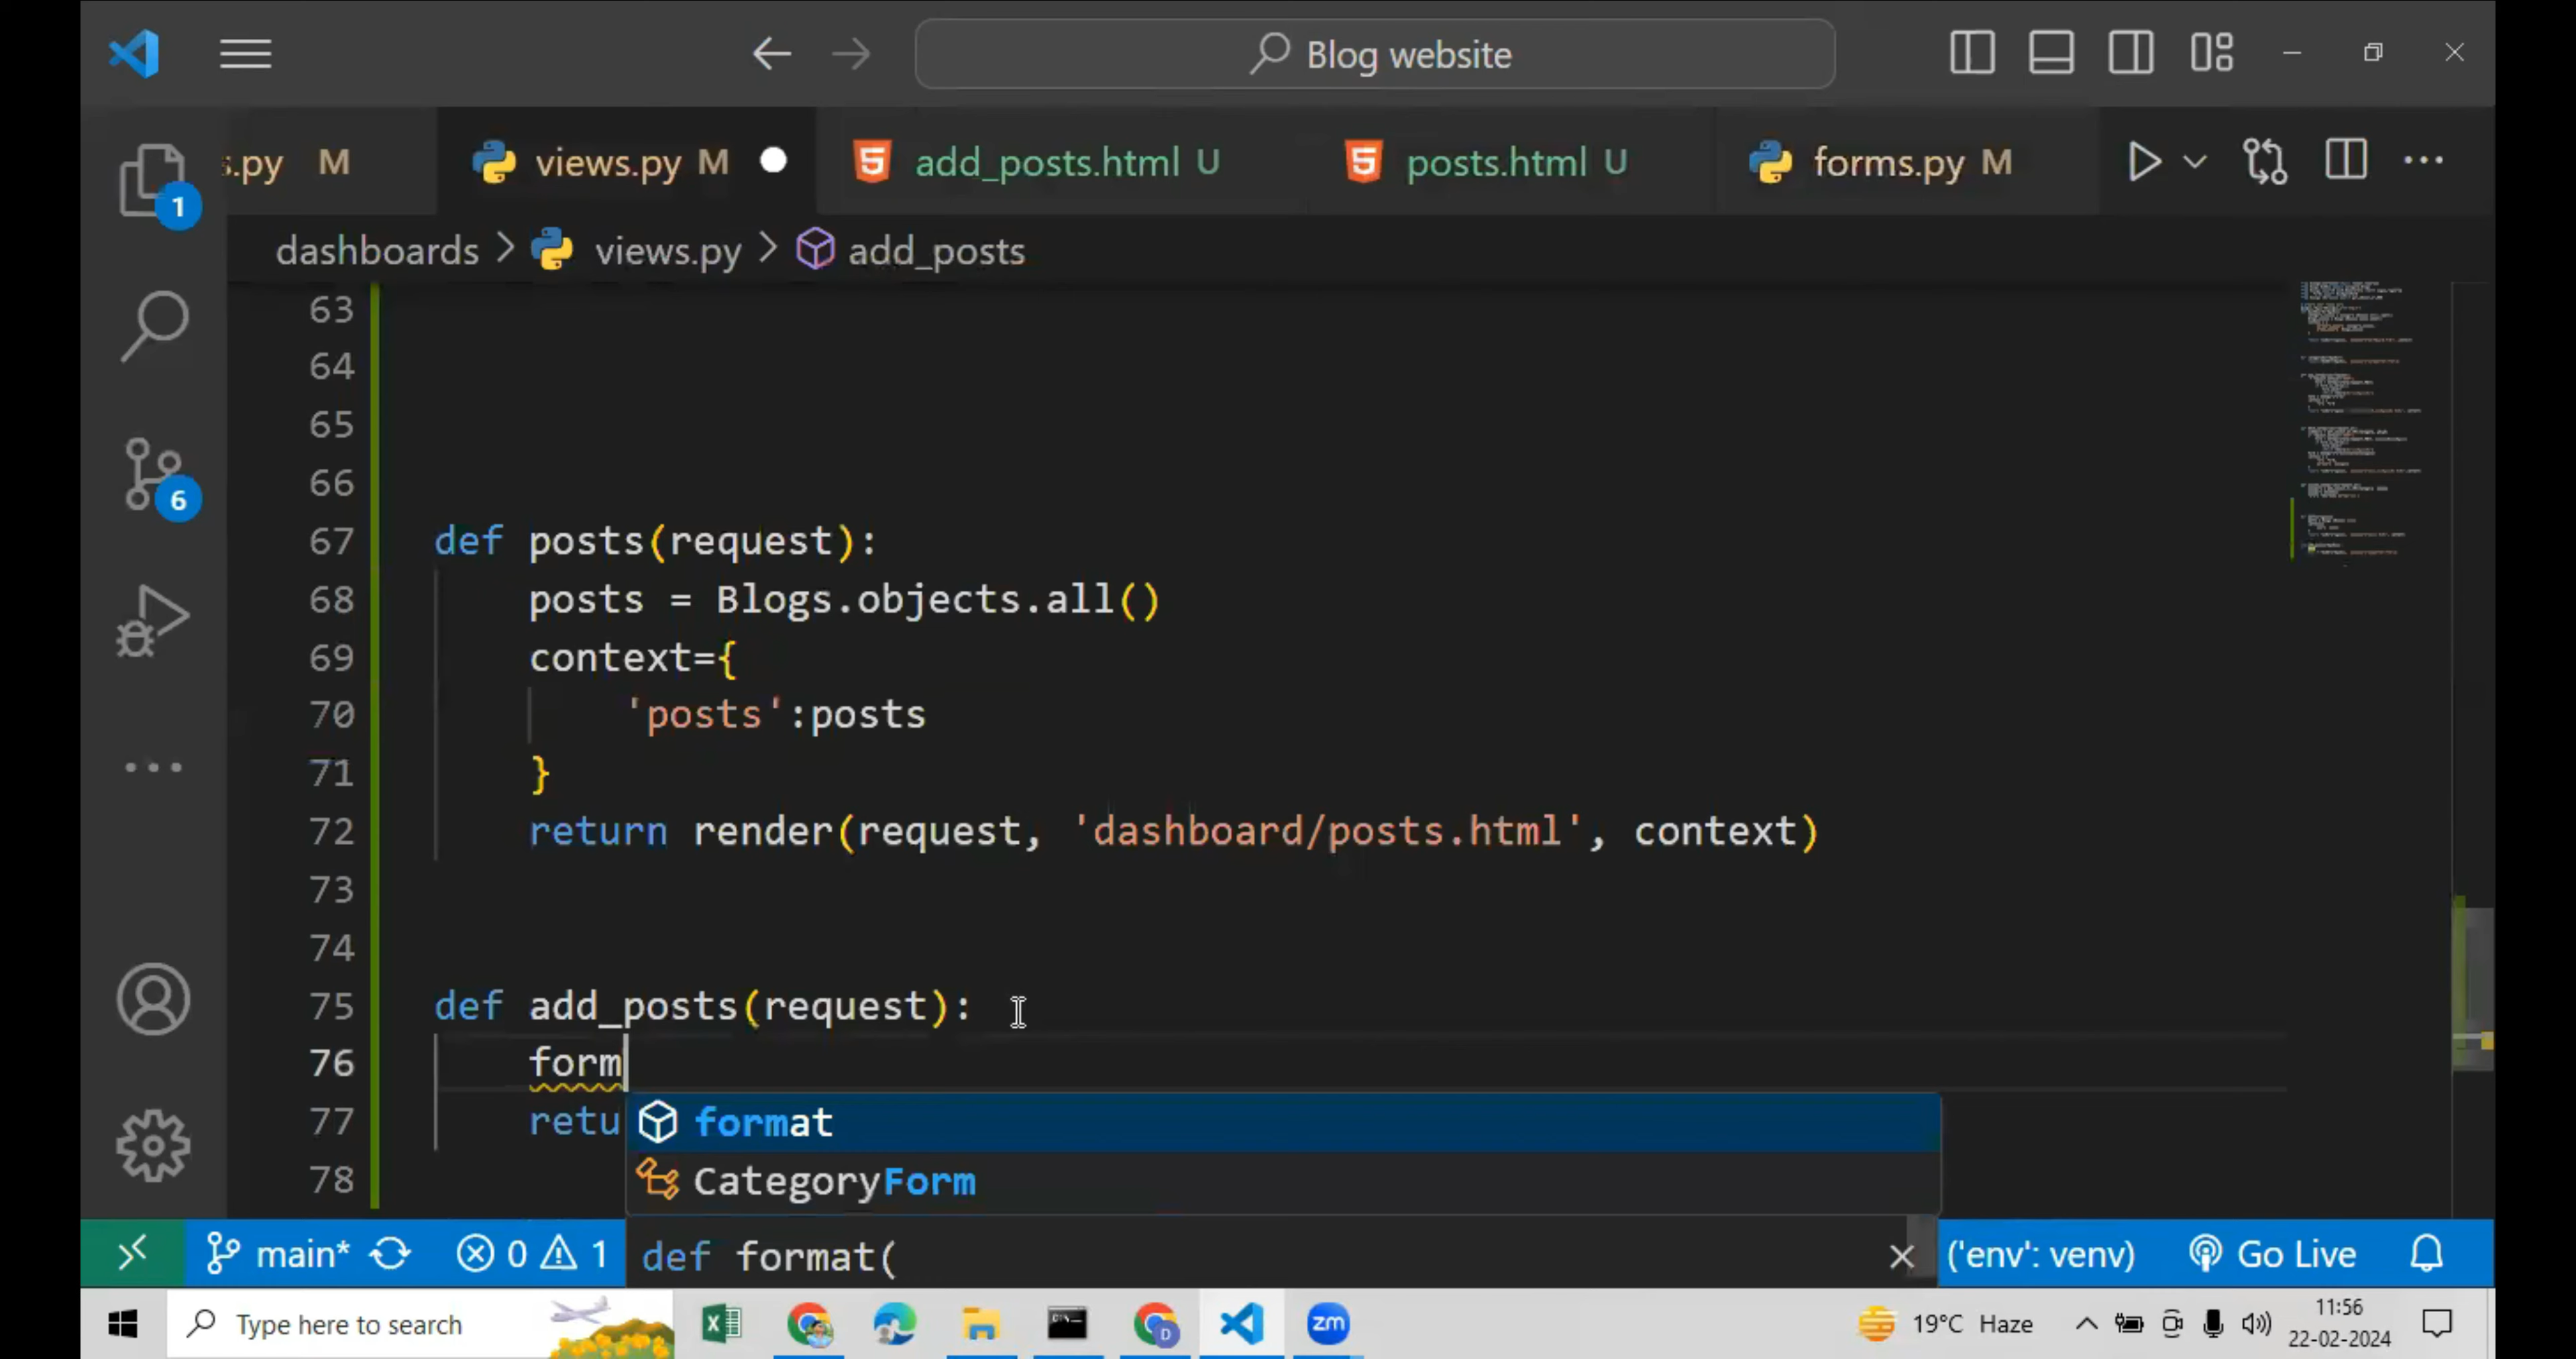 Blog website
s.py M
views.py M
add_posts.html U
posts.html U
forms.py M
1
dashboards > views.py > add_posts
63
64
65
66
67 def posts(request):
68 posts = Blogs.objects.all()
69 context={
70 'posts':posts
71 }
72 return render(request, 'dashboard/posts.html', context)
73
74
75 def add_posts(request):
76 form
77 retu
78
format
CategoryForm
def format(
6
main* 0 1
('env': venv) Go Live
Type here to search
zm
D
19°C Haze
11:56
22-02-2024